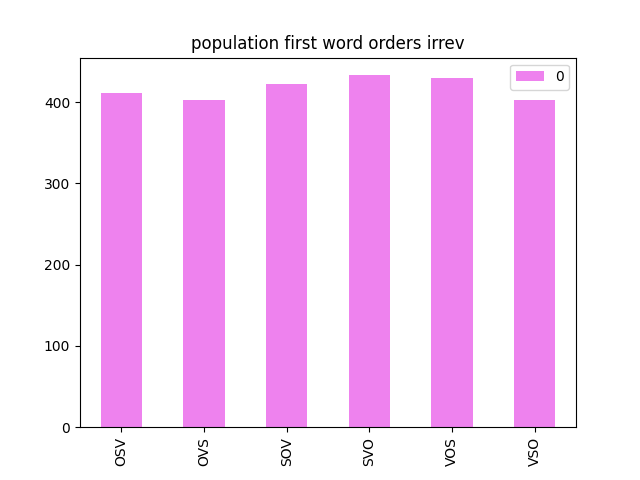 population first word orders irrev
0
400
300
200
100
0
OSV
OVS
SOV
SVO
VOS
VSO